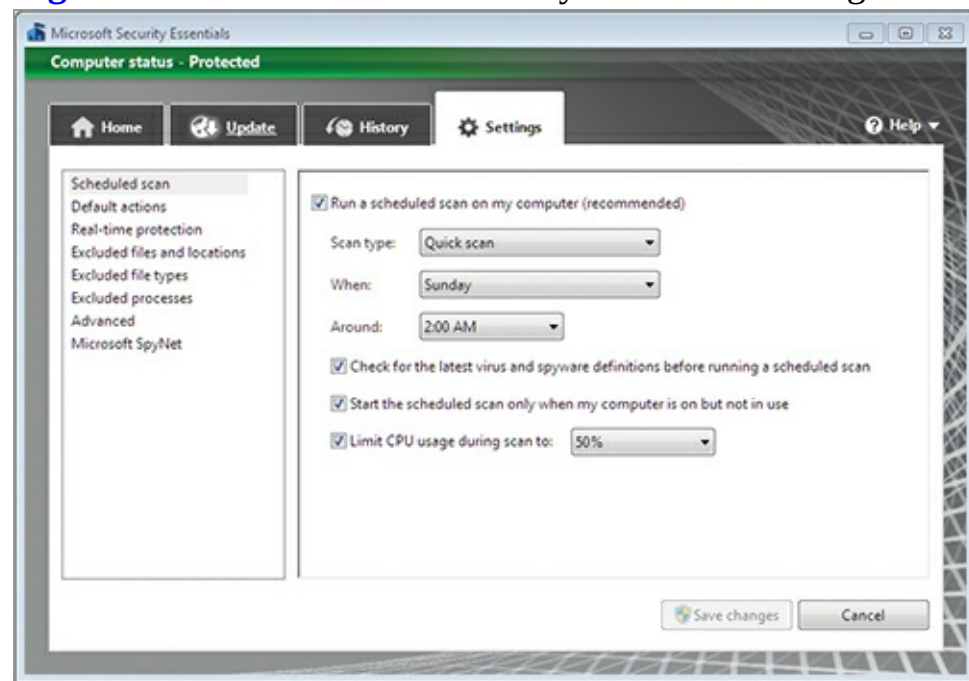 Microsoft Security Essentials
Computer status - Protected
Home Update History Settings Help
Scheduled scan
Default actions
Real-time protection
Excluded files and locations
Excluded file types
Excluded processes
Advanced
Microsoft SpyNet
Run a scheduled scan on my computer (recommended)
Scan type: Quick scan
When: Sunday
Around: 2:00 AM
Check for the latest virus and spyware definitions before running a scheduled scan
Start the scheduled scan only when my computer is on but not in use
Limit CPU usage during scan to: 50%
Save changes Cancel